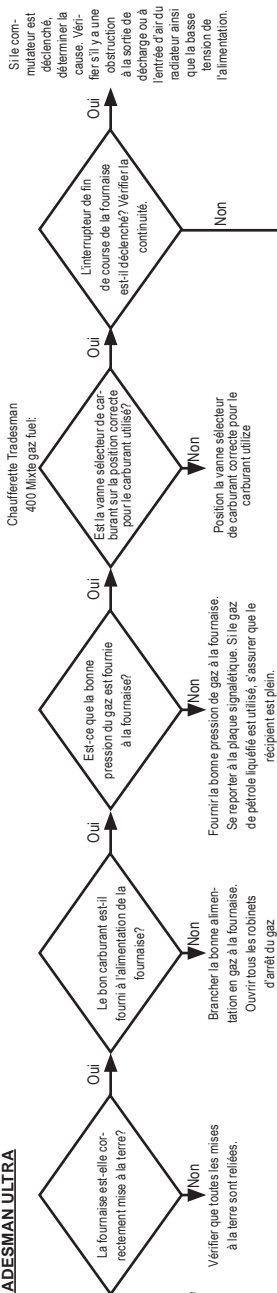 ADESMAN ULTRA
La fournaise est-elle cor-
rectement mise à la terre?
Oui
Non
Vérifier que toutes les mises
à la terre sont reliées.
Le bon carburant est-il
fourni à l'alimentation de la
fournaise?
Oui
Non
Brancher la bonne alimen-
tation en gaz à la fournaise.
Ouvrir tous les robinets
d'arrêt du gaz
Est-ce que la bonne
pression du gaz est fournie
à la fournaise?
Oui
Non
Fournir la bonne pression de gaz à la fournaise.
Se reporter à la plaque signalétique. Si le gaz
de pétrole liquéfié est utilisé, s'assurer que le
récipient est plein.
Chaufferette Tradesman
400 Mixte gaz fuel:
Est la vanne sélecteur de car-
burant sur la position correcte
pour le carburant utilisé?
Oui
Non
Position la vanne sélecteur
de carburant correcte pour le
carburant utilize
L'interrupteur de fin
de course de la fournaise
est-il déclenché? Vérifier la
continuité.
Oui
Non
Si le com-
mutateur est
déclenché,
déterminer la
cause. Véri-
fier s'il y a une
obstruction
à la sortie de
décharge ou à
l'entrée d'air du
radiateur ainsi
que la basse
tension de
l'alimentation.